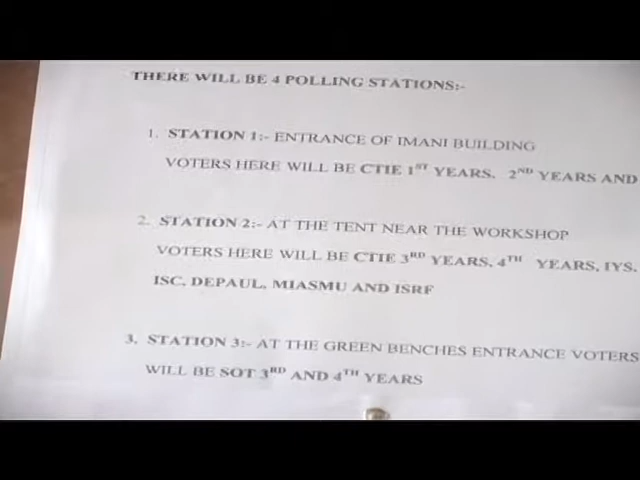 THERE WILL BE 4 POLLING STATIONS:-
1. STATION 1:- ENTRANCE OF IMANI BUILDING
VOTERS HERE WILL BE CTIE 1ST YEARS, 2ND YEARS AND
2. STATION 2:- AT THE TENT NEAR THE WORKSHOP
VOTERS HERE WILL BE CTIE 3RD YEARS, 4TH YEARS, IYS,
ISC, DEPAUL, MIASMU AND ISRF
3. STATION 3:- AT THE GREEN BENCHES ENTRANCE VOTERS
WILL BE SOT 3RD AND 4TH YEARS